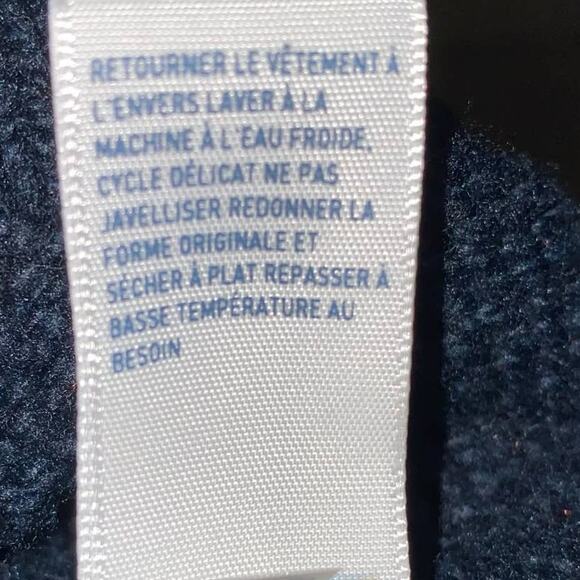 RETOURNER LE VÊTEMENT À
L'ENVERS LAVER À LA
MACHINE À L'EAU FROIDE,
CYCLE DÉLICAT NE PAS
JAVELLISER REDONNER LA
FORME ORIGINALE ET
SÉCHER À PLAT REPASSER À
BASSE TEMPÉRATURE AU
BESOIN